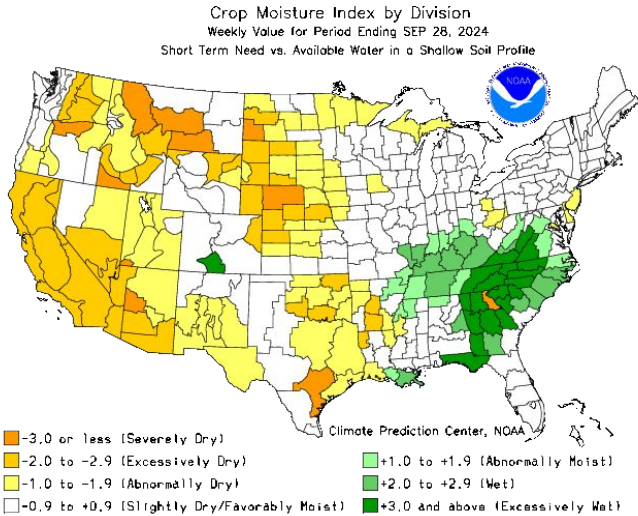 Crop Moisture Index by Division
Weekly Value for Period Ending SEP 28, 2024
Short Term Need vs. Available Water in a Shallow Soil Profile
NOAA
Climate Prediction Center, NOAA
-3.0 or less (Severely Dry)
-2.0 to -2.9 (Excessively Dry)
-1.0 to -1.9 (Abnormally Dry)
-0.9 to +0.9 (Slightly Dry/Favorably Moist)
+1.0 to +1.9 (Abnormally Moist)
+2.0 to +2.9 (Wet)
+3.0 and above (Excessively Wet)